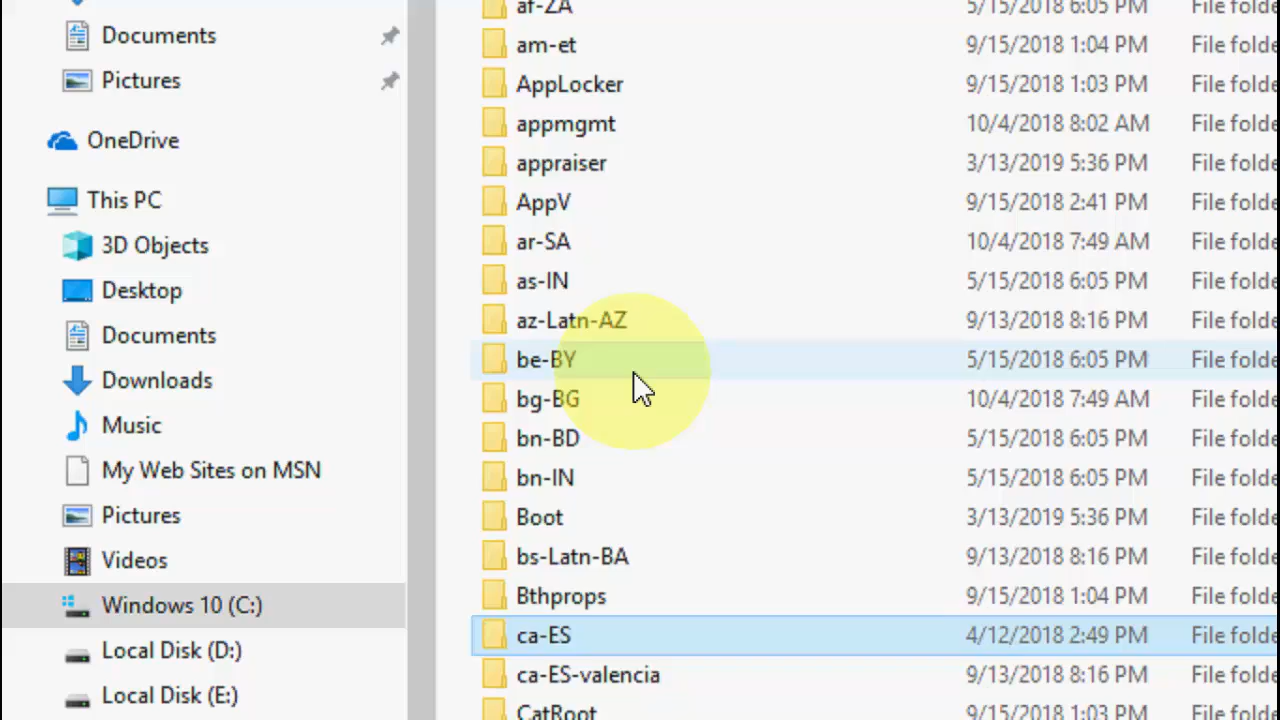 Documents
Pictures
OneDrive
This PC
3D Objects
Desktop
Documents
Downloads
Music
My Web Sites on MSN
Pictures
Videos
Windows 10 (C:)
Local Disk (D:)
Local Disk (E:)
af-ZA 5/15/2018 6:05 PM File folde
am-et 9/15/2018 1:04 PM File folde
AppLocker 9/15/2018 1:03 PM File folde
appmgmt 10/4/2018 8:02 AM File folde
appraiser 3/13/2019 5:36 PM File folde
AppV 9/15/2018 2:41 PM File folde
ar-SA 10/4/2018 7:49 AM File folde
as-IN 5/15/2018 6:05 PM File folde
az-Latn-AZ 9/13/2018 8:16 PM File folde
be-BY 5/15/2018 6:05 PM File folde
bg-BG 10/4/2018 7:49 AM File folde
bn-BD 5/15/2018 6:05 PM File folde
bn-IN 5/15/2018 6:05 PM File folde
Boot 3/13/2019 5:36 PM File folde
bs-Latn-BA 9/13/2018 8:16 PM File folde
Bthprops 9/15/2018 1:04 PM File folde
ca-ES 4/12/2018 2:49 PM File folde
ca-ES-valencia 9/13/2018 8:16 PM File folde
CatRoot 9/15/2018 1:03 PM File folde